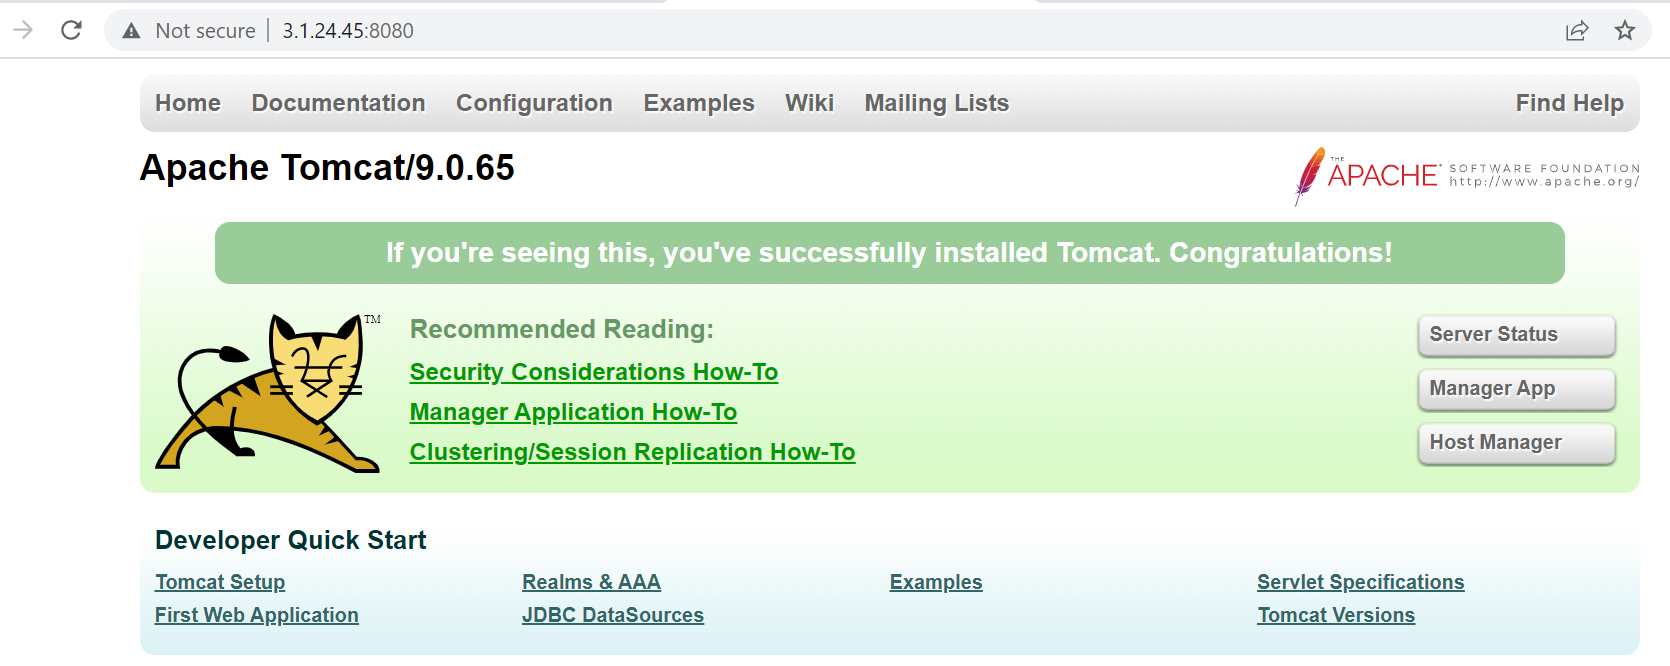 Not secure | 3.1.24.45:8080
Home Documentation Configuration Examples Wiki Mailing Lists Find Help
Apache Tomcat/9.0.65
THE APACHE® SOFTWARE FOUNDATION
http://www.apache.org/
If you're seeing this, you've successfully installed Tomcat. Congratulations!
TM
Recommended Reading:
Security Considerations How-To
Manager Application How-To
Clustering/Session Replication How-To
Server Status
Manager App
Host Manager
Developer Quick Start
Tomcat Setup Realms & AAA Examples Servlet Specifications
First Web Application JDBC DataSources Tomcat Versions